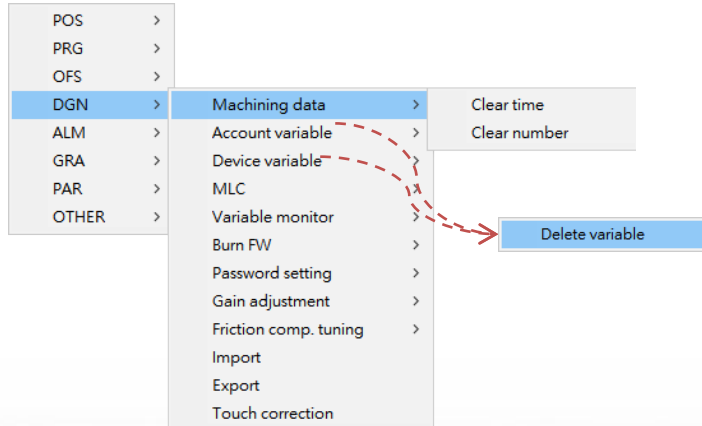 POS
PRG
OFS
DGN
ALM
GRA
PAR
OTHER
Machining data
Account variable
Device variable
MLC
Variable monitor
Burn FW
Password setting
Gain adjustment
Friction comp. tuning
Import
Export
Touch correction
Clear time
Clear number
Delete variable